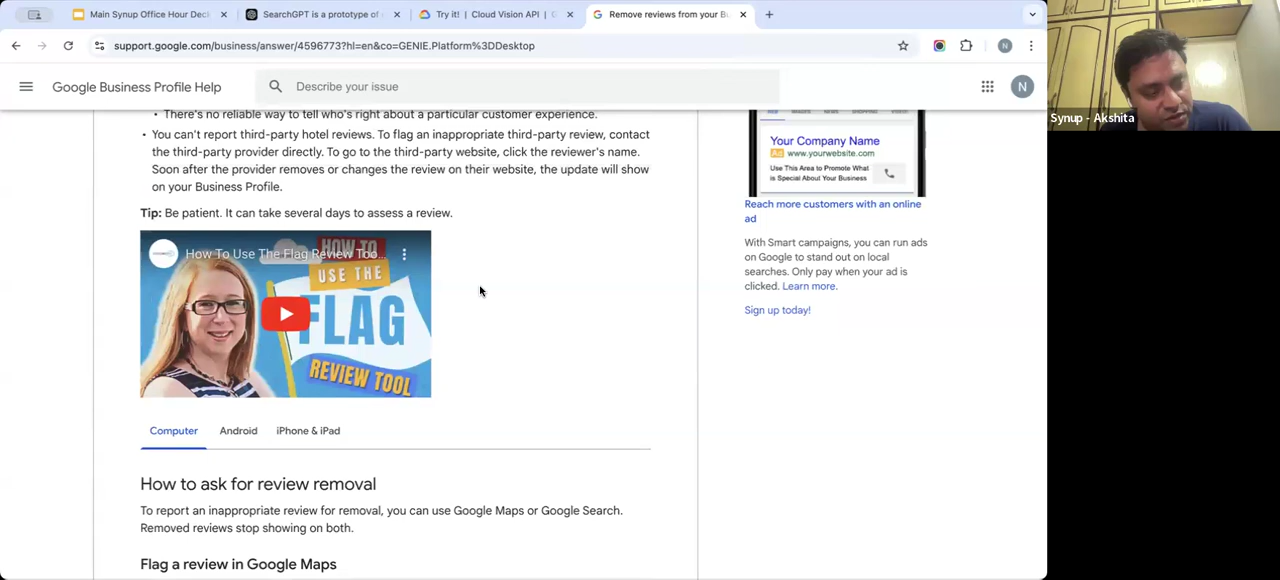 Main Synup Office Hour Deck
SearchGPT is a prototype of
Try it! | Cloud Vision API |
Remove reviews from your Bu
support.google.com/business/answer/4596773?hl=en&co=GENIE.Platform%3DDesktop
N
Google Business Profile Help
Describe your issue
N
There's no reliable way to tell who's right about a particular customer experience.
You can't report third-party hotel reviews. To flag an inappropriate third-party review, contact
the third-party provider directly. To go to the third-party website, click the reviewer's name.
Soon after the provider removes or changes the review on their website, the update will show
on your Business Profile.
Tip: Be patient. It can take several days to assess a review.
How To Use The Flag Review Too...
HOW TO
USE THE
FLAG
REVIEW TOOL
Computer
Android
iPhone & iPad
How to ask for review removal
To report an inappropriate review for removal, you can use Google Maps or Google Search.
Removed reviews stop showing on both.
Flag a review in Google Maps
Your Company Name
Ad www.yourwebsite.com
Use This Area to Promote What
is Special About Your Business
Reach more customers with an online
ad
With Smart campaigns, you can run ads
on Google to stand out on local
searches. Only pay when your ad is
clicked. Learn more.
Sign up today!
Synup - Akshita